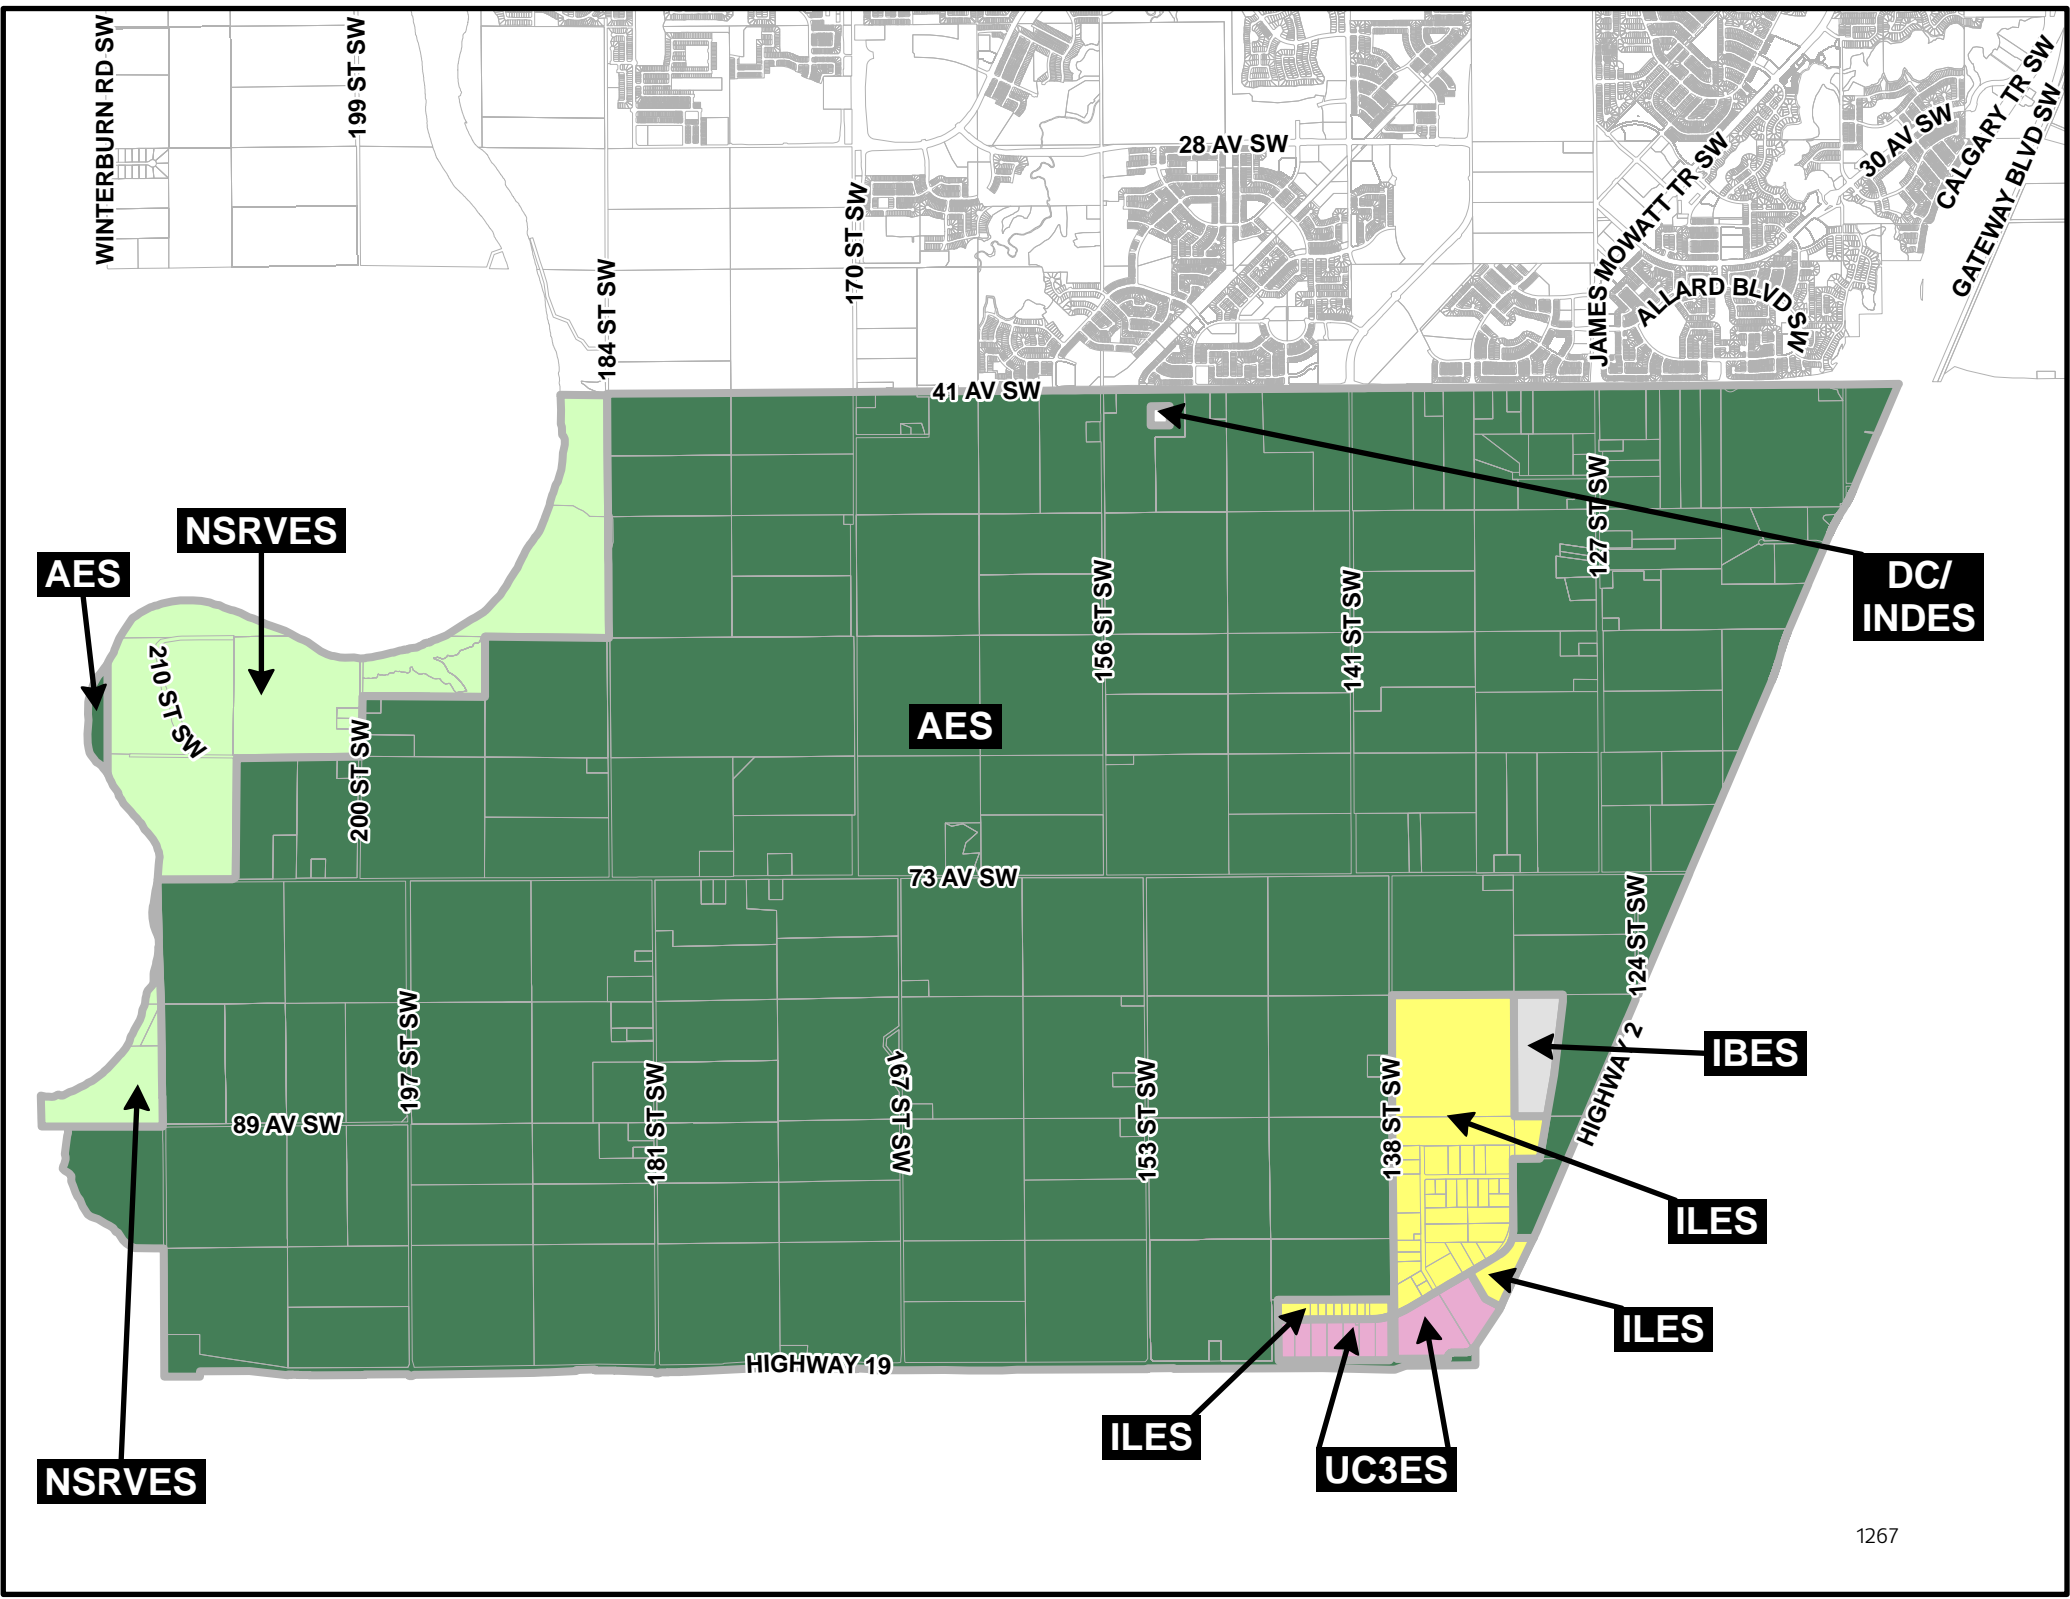 WINTERBURN RD SW
199 ST SW
184 ST SW
170 ST SW
28 AV SW
JAMES MOWATT TR SW
ALLARD BLVD SW
30 AV SW
CALGARY TR SW
GATEWAY BLVD SW
41 AV SW
NSRVES
AES
DC/
INDES
127 ST SW
156 ST SW
141 ST SW
210 ST SW
200 ST SW
AES
73 AV SW
124 ST SW
197 ST SW
181 ST SW
167 ST SW
153 ST SW
138 ST SW
HIGHWAY 2
IBES
89 AV SW
ILES
ILES
HIGHWAY 19
ILES
UC3ES
NSRVES
1267